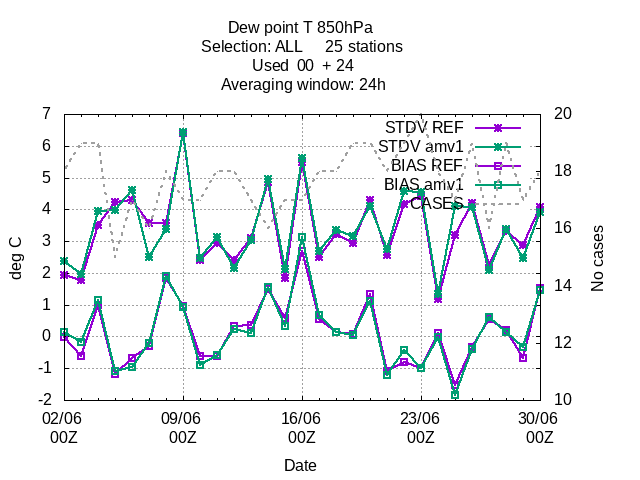 Dew point T 850hPa
Selection: ALL 25 stations
Used 00 + 24
Averaging window: 24h
7 20
STDV REF
6
STDV amv1
BIAS REF
5 18
BIAS amv1
CASES
4
3 16
deg C
No cases
2
1 14
0
12
-1
-2 10
02/06 09/06 16/06 23/06 30/06
00Z 00Z 00Z 00Z 00Z
Date